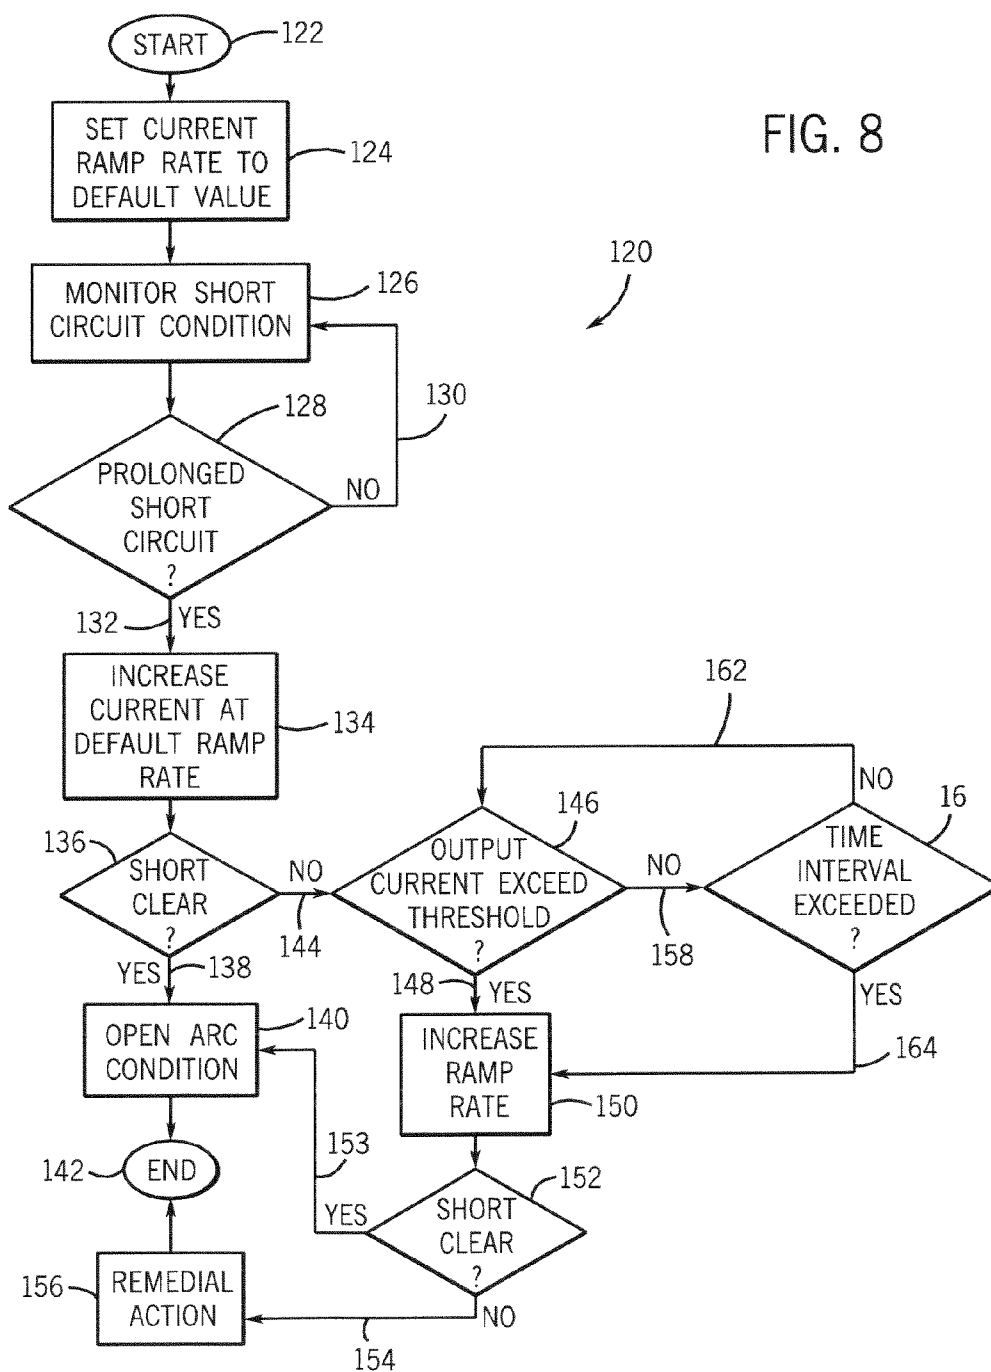 START
122
SET CURRENT
RAMP RATE TO
DEFAULT VALUE
124
FIG. 8
120
MONITOR SHORT
CIRCUIT CONDITION
126
130
128
PROLONGED
SHORT
CIRCUIT
?
NO
132
YES
INCREASE
CURRENT AT
DEFAULT RAMP
RATE
134
162
NO
136
SHORT
CLEAR
?
NO
144
146
OUTPUT
CURRENT EXCEED
THRESHOLD
?
NO
158
16
TIME
INTERVAL
EXCEEDED
?
YES
138
148
YES
YES
164
OPEN ARC
CONDITION
140
INCREASE
RAMP
RATE
150
153
142
END
152
SHORT
CLEAR
?
YES
NO
156
REMEDIAL
ACTION
154